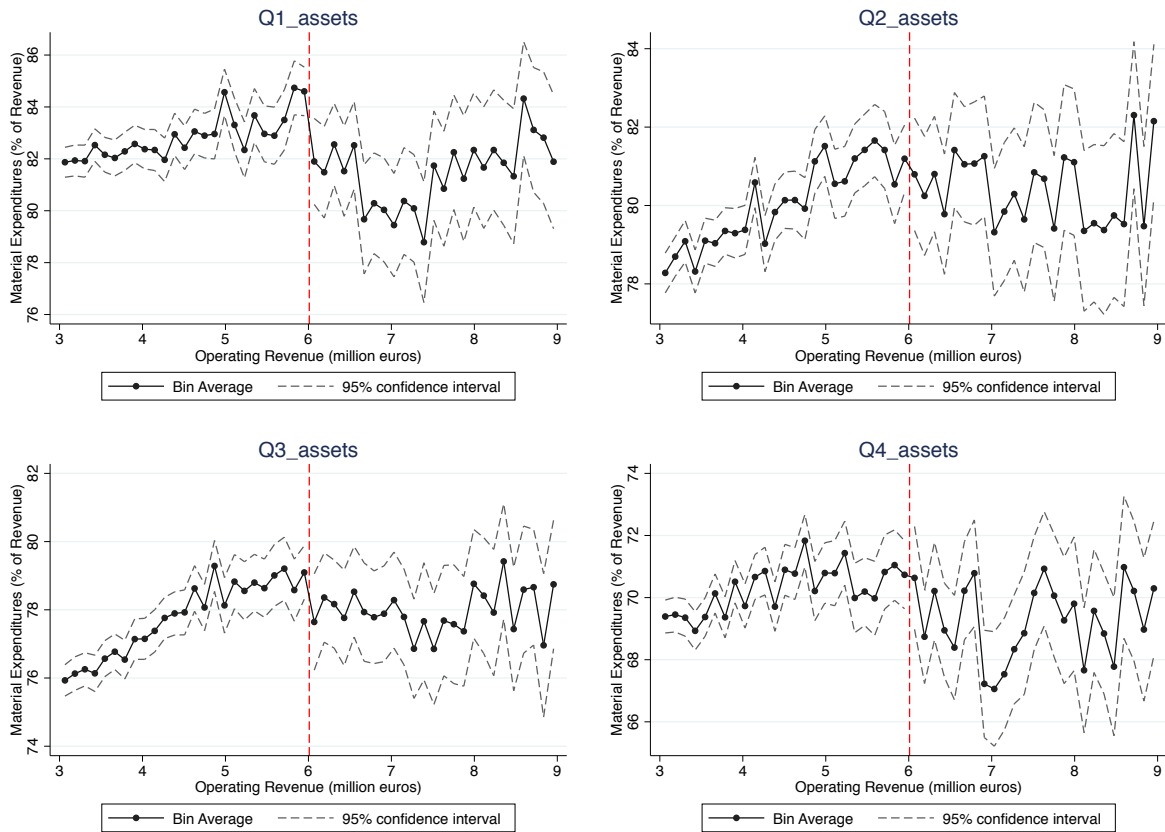 Q1_assets
Material Expenditures (% of Revenue)
86
84
82
80
78
76
3 4 5 6 7 8 9
Operating Revenue (million euros)
Bin Average 95% confidence interval
Q2_assets
Material Expenditures (% of Revenue)
84
82
80
78
3 4 5 6 7 8 9
Operating Revenue (million euros)
Bin Average 95% confidence interval
Q3_assets
Material Expenditures (% of Revenue)
82
80
78
76
74
3 4 5 6 7 8 9
Operating Revenue (million euros)
Bin Average 95% confidence interval
Q4_assets
Material Expenditures (% of Revenue)
74
72
70
68
66
3 4 5 6 7 8 9
Operating Revenue (million euros)
Bin Average 95% confidence interval